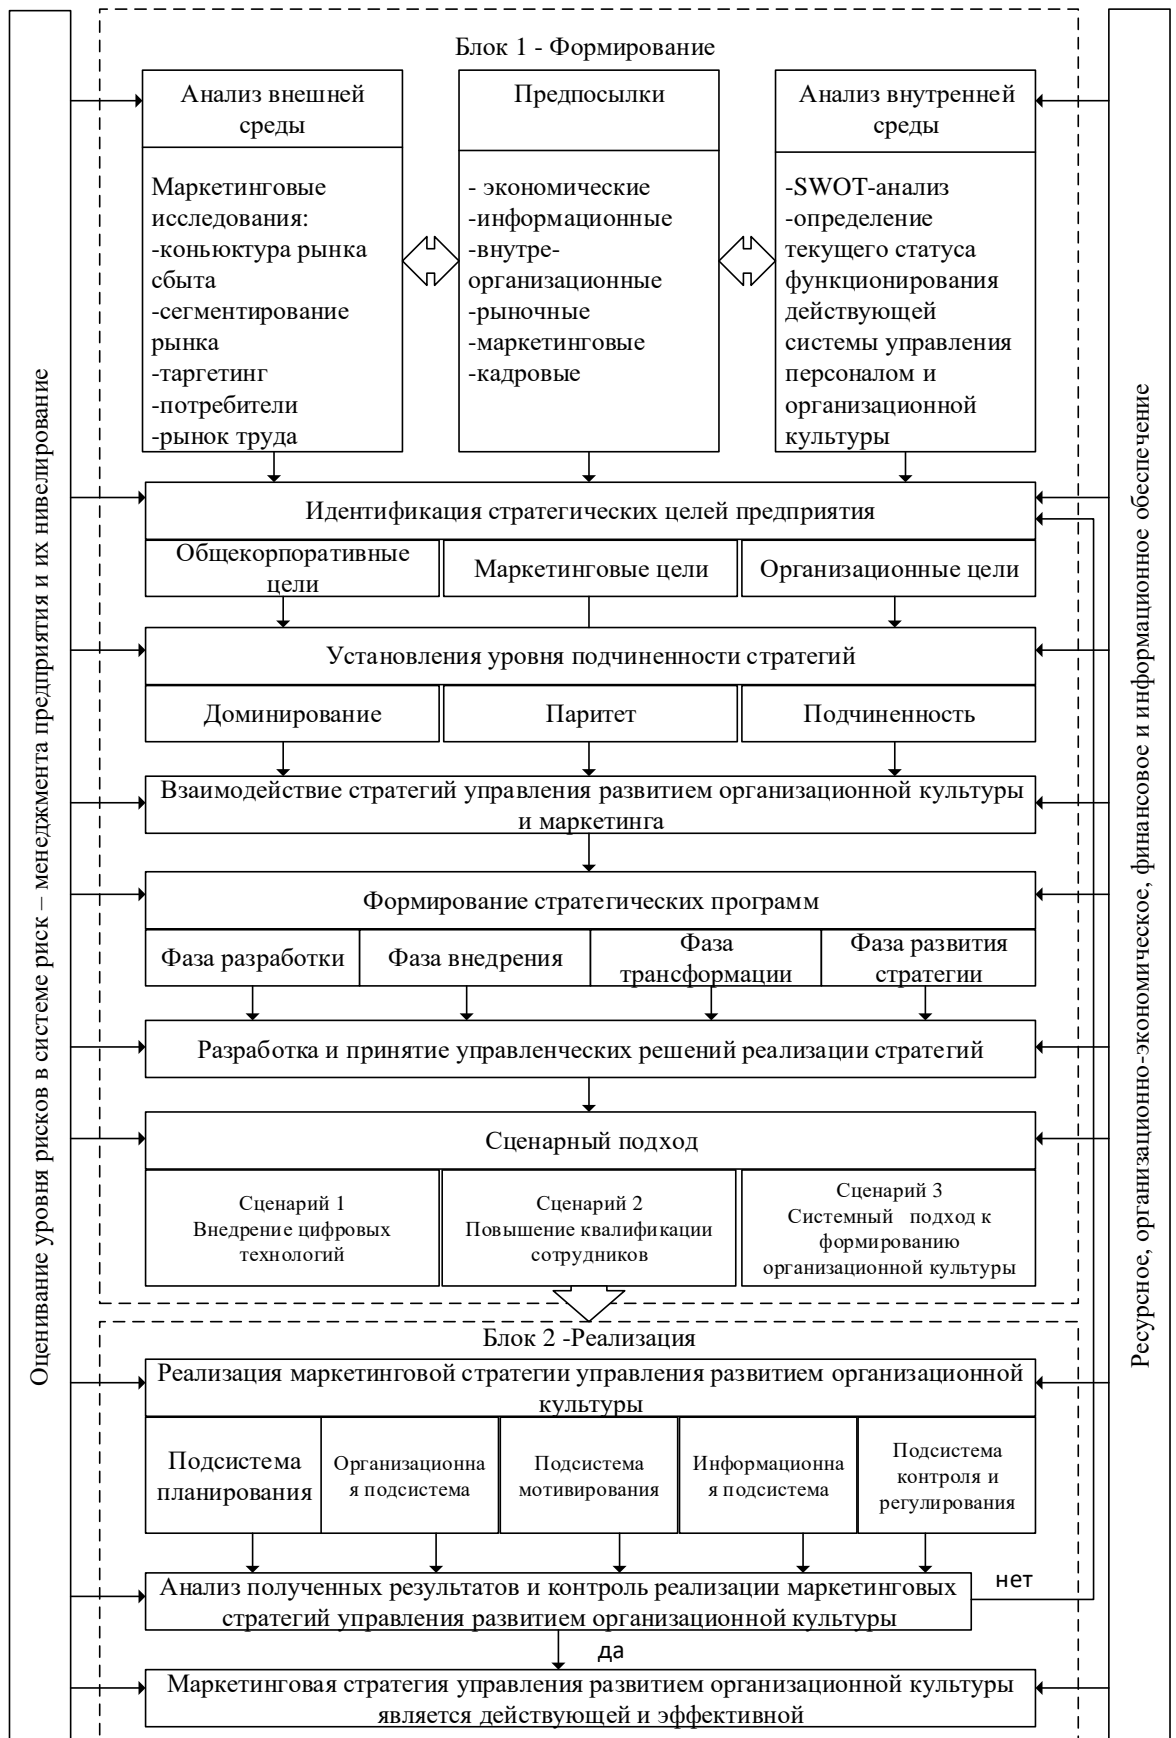 Блок 1 - Формирование
Анализ внешней
среды
Маркетинговые
исследования:
-коньюктура рынка
сбыта
-сегментирование
рынка
-таргетинг
-потребители
-рынок труда
Предпосылки
- экономические
-информационные
-внутре-
организационные
-рыночные
-маркетинговые
-кадровые
Анализ внутренней
среды
-SWOT-анализ
-определение
текущего статуса
функционирования
действующей
системы управления
персоналом и
организационной
культуры
Идентификация стратегических целей предприятия
Общекорпоративные
цели
Маркетинговые цели
Организационные цели
Установления уровня подчиненности стратегий
Доминирование
Паритет
Подчиненность
Взаимодействие стратегий управления развитием организационной культуры
и маркетинга
Формирование стратегических программ
Фаза разработки
Фаза внедрения
Фаза
трансформации
Фаза развития
стратегии
Разработка и принятие управленческих решений реализации стратегий
Сценарный подход
Сценарий 1
Внедрение цифровых
технологий
Сценарий 2
Повышение квалификации
сотрудников
Сценарий 3
Системный подход к
формированию
организационной культуры
Блок 2 -Реализация
Реализация маркетинговой стратегии управления развитием организационной
культуры
Подсистема
планирования
Организационна
я подсистема
Подсистема
мотивирования
Информационна
я подсистема
Подсистема
контроля и
регулирования
Анализ полученных результатов и контроль реализации маркетинговых
стратегий управления развитием организационной культуры
нет
да
Маркетинговая стратегия управления развитием организационной культуры
является действующей и эффективной
Оценивание уровня рисков в системе риск – менеджмента предприятия и их нивелирование
Ресурсное, организационно-экономическое, финансовое и информационное обеспечение